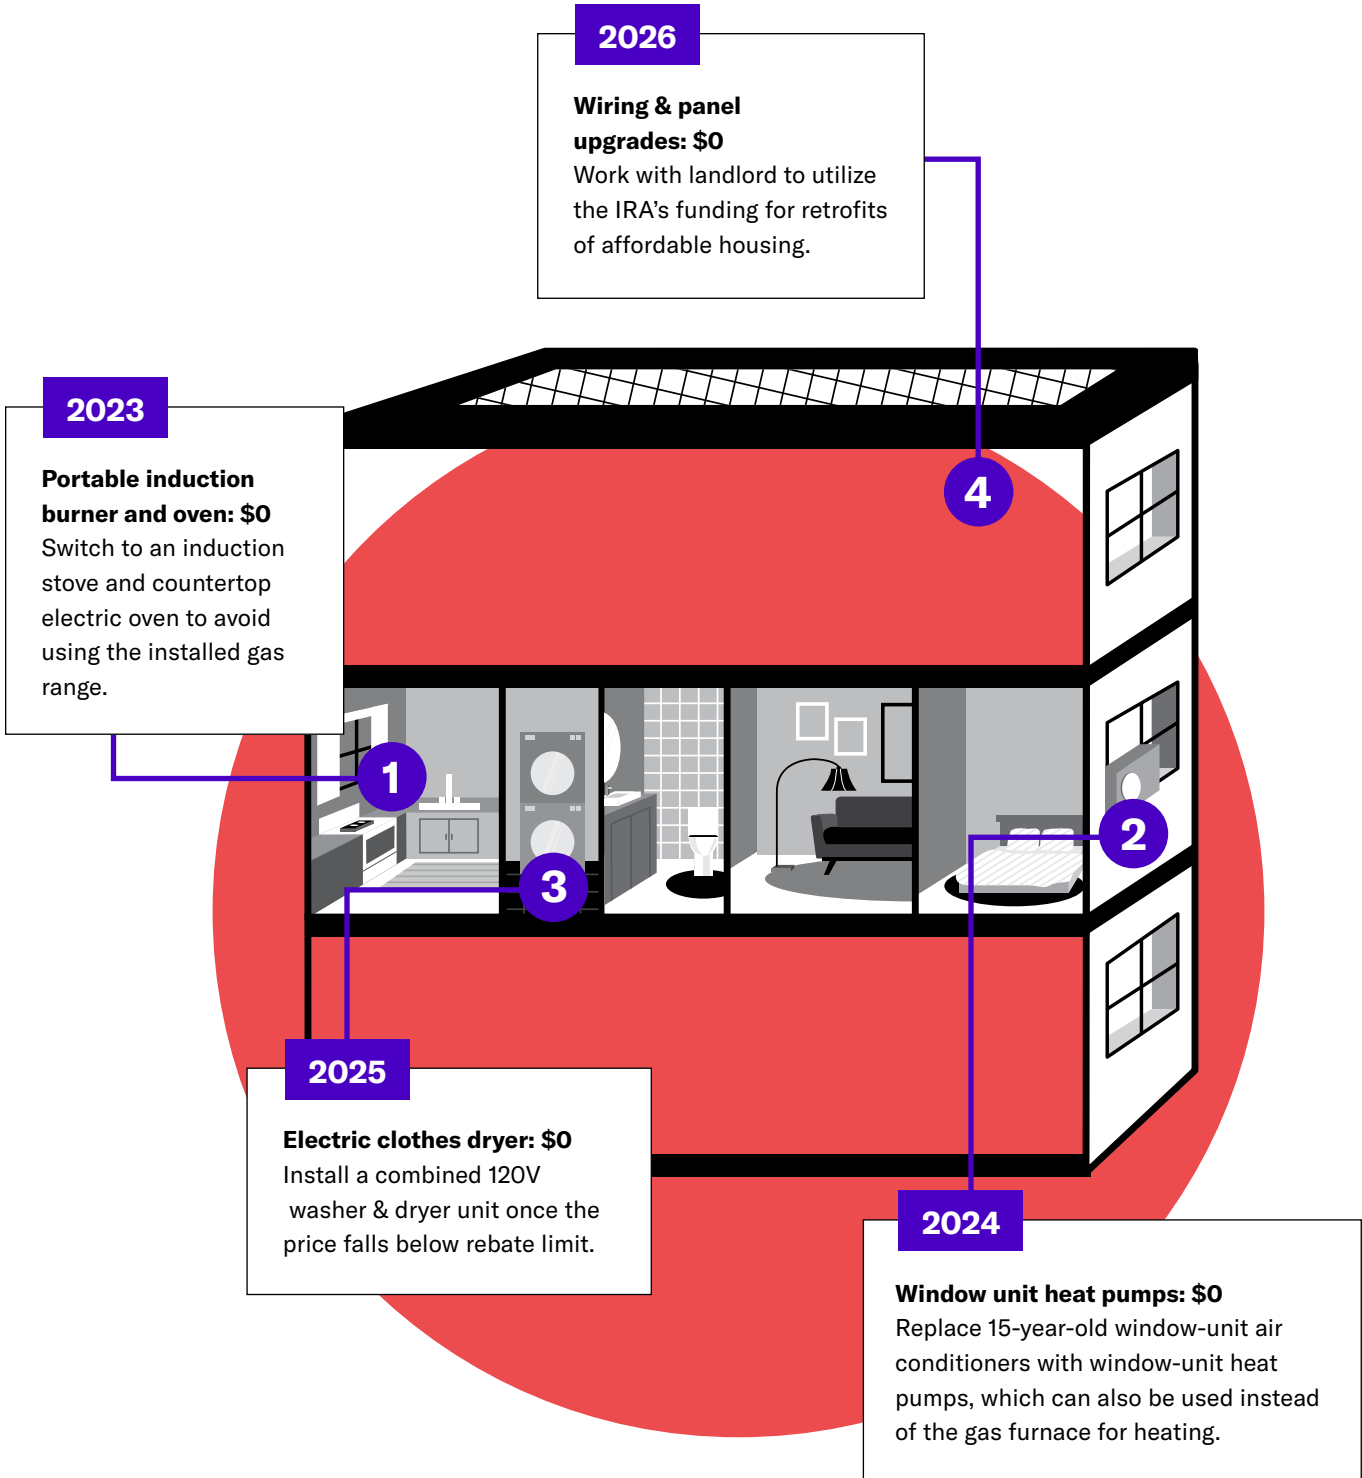 2026
Wiring & panel
upgrades: $0
Work with landlord to utilize
the IRA’s funding for retrofits
of affordable housing.
2023
Portable induction
burner and oven: $0
Switch to an induction
stove and countertop
electric oven to avoid
using the installed gas
range.
4
1
2
3
2025
Electric clothes dryer: $0
Install a combined 120V
washer & dryer unit once the
price falls below rebate limit.
2024
Window unit heat pumps: $0
Replace 15-year-old window-unit air
conditioners with window-unit heat
pumps, which can also be used instead
of the gas furnace for heating.